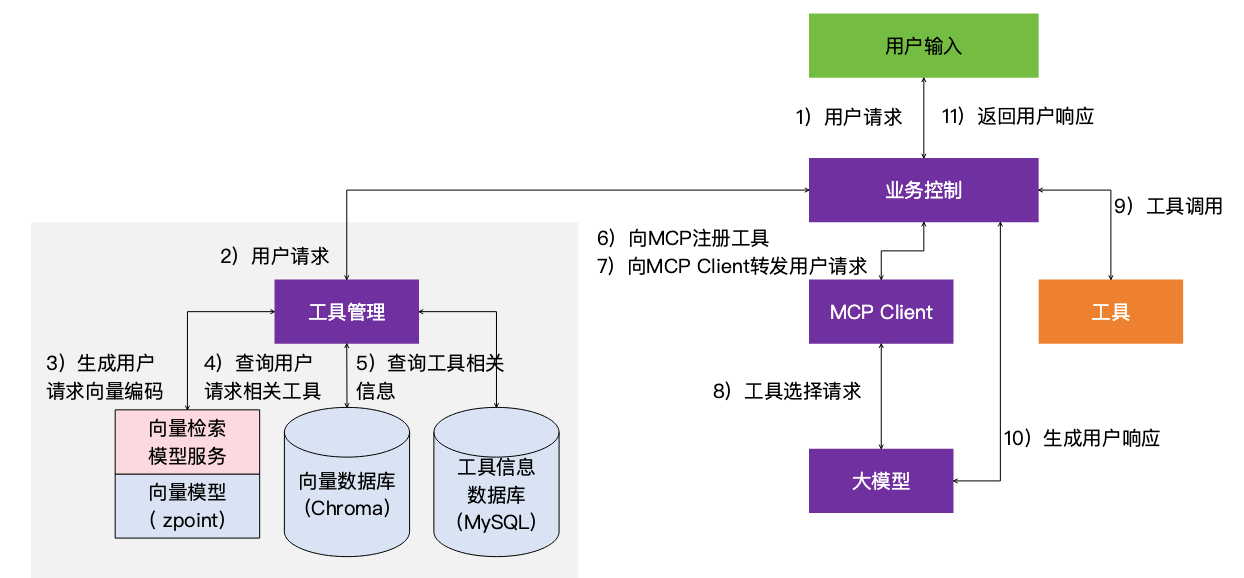 用户输入
1）用户请求
11）返回用户响应
业务控制
9）工具调用
6）向MCP注册工具
7）向MCP Client转发用户请求
2）用户请求
工具管理
MCP Client
工具
3）生成用户
请求向量编码
4）查询用户
请求相关工具
5）查询工具相关
信息
8）工具选择请求
10）生成用户响应
向量检索
模型服务
向量模型
( zpoint)
向量数据库
(Chroma)
工具信息
数据库
(MySQL)
大模型